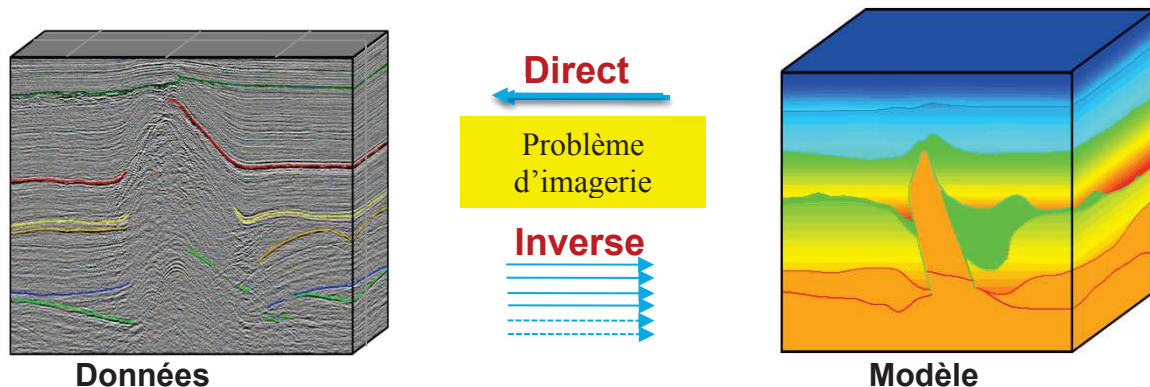 Direct
Problème
d’imagerie
Inverse
Données
Modèle